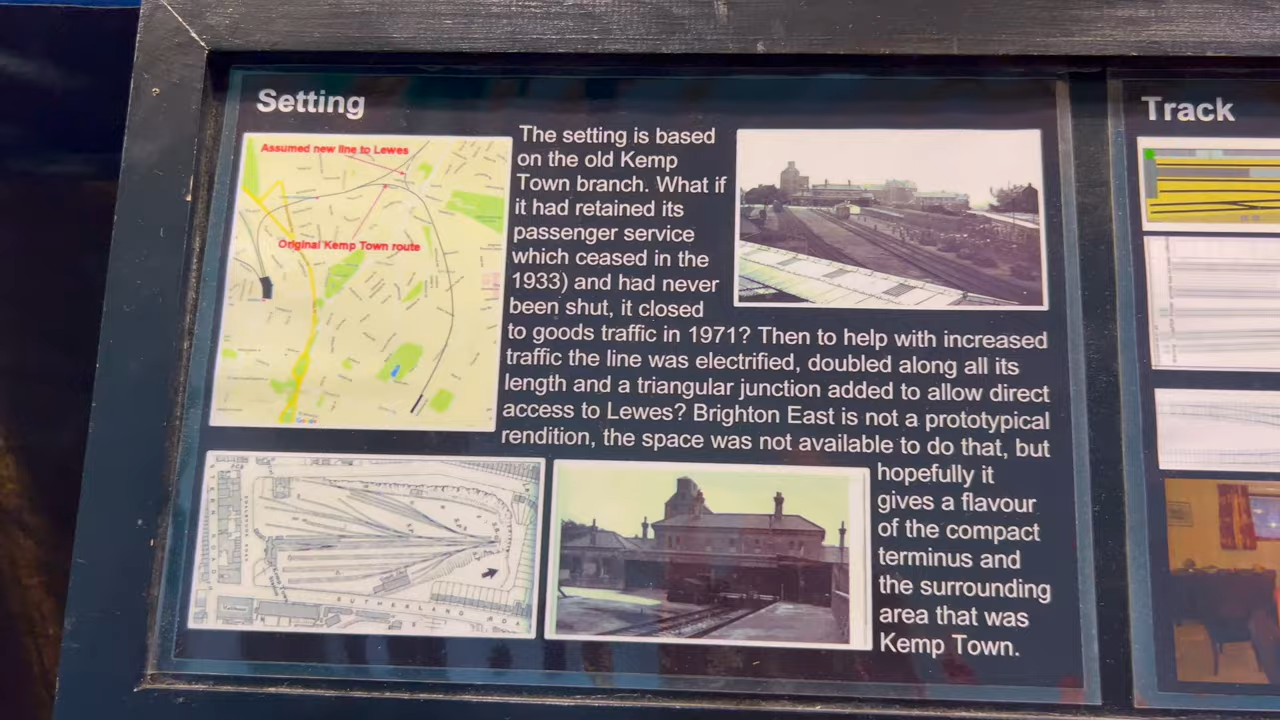 Setting
Assumed new line to Lewes
Original Kemp Town route
Google
The setting is based
on the old Kemp
Town branch. What if
it had retained its
passenger service
which ceased in the
1933) and had never
been shut, it closed
to goods traffic in 1971? Then to help with increased
traffic the line was electrified, doubled along all its
length and a triangular junction added to allow direct
access to Lewes? Brighton East is not a prototypical
rendition, the space was not available to do that, but
hopefully it
gives a flavour
of the compact
terminus and
the surrounding
area that was
Kemp Town.
SUTHERLAND
Track